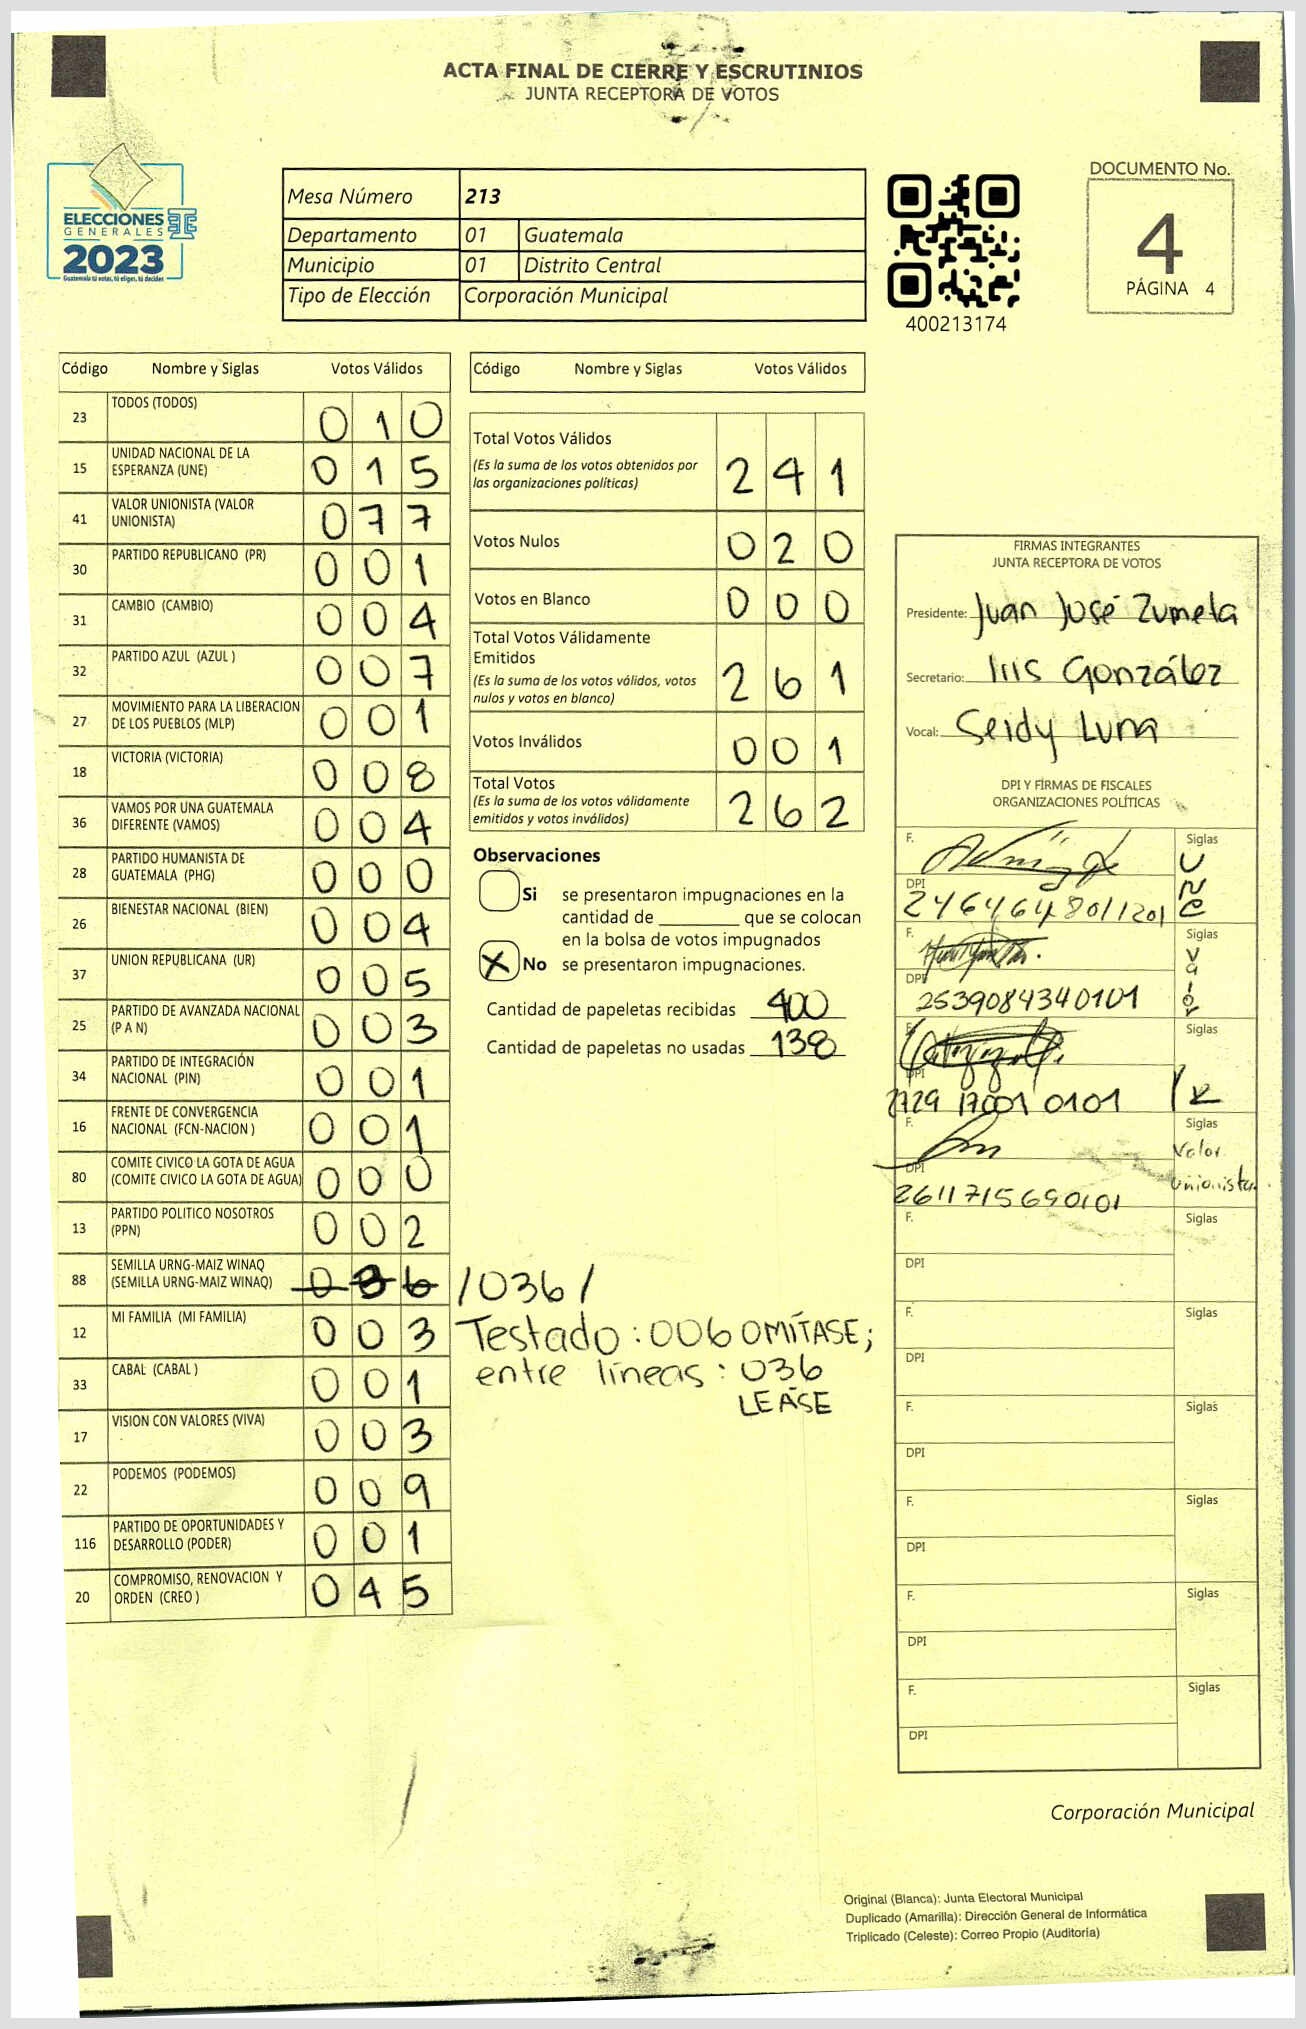 ACTA FINAL DE CIERRE Y ESCRUTINIOS
JUNTA RECEPTORA DE VOTOS
ELECCIONES
GENERALES
2023
Guatemala tú votas, tú eliges, tú decides
Mesa Número 213
Departamento 01 Guatemala
Municipio 01 Distrito Central
Tipo de Elección Corporación Municipal
400213174
DOCUMENTO No.
4
PÁGINA 4
Código Nombre y Siglas Votos Válidos
23 TODOS (TODOS) 0 1 0
15 UNIDAD NACIONAL DE LA
ESPERANZA (UNE) 0 1 5
41 VALOR UNIONISTA (VALOR
UNIONISTA) 0 7 7
30 PARTIDO REPUBLICANO (PR) 0 0 1
31 CAMBIO (CAMBIO) 0 0 4
32 PARTIDO AZUL (AZUL ) 0 0 7
27 MOVIMIENTO PARA LA LIBERACION
DE LOS PUEBLOS (MLP) 0 0 1
18 VICTORIA (VICTORIA) 0 0 8
36 VAMOS POR UNA GUATEMALA
DIFERENTE (VAMOS) 0 0 4
28 PARTIDO HUMANISTA DE
GUATEMALA (PHG) 0 0 0
26 BIENESTAR NACIONAL (BIEN) 0 0 4
37 UNION REPUBLICANA (UR) 0 0 5
25 PARTIDO DE AVANZADA NACIONAL
(P A N) 0 0 3
34 PARTIDO DE INTEGRACIÓN
NACIONAL (PIN) 0 0 1
16 FRENTE DE CONVERGENCIA
NACIONAL (FCN-NACION ) 0 0 1
80 COMITE CIVICO LA GOTA DE AGUA
(COMITE CIVICO LA GOTA DE AGUA) 0 0 0
13 PARTIDO POLITICO NOSOTROS
(PPN) 0 0 2
88 SEMILLA URNG-MAIZ WINAQ
(SEMILLA URNG-MAIZ WINAQ) 0 3 6 /036/
12 MI FAMILIA (MI FAMILIA) 0 0 3
Testado: 006 OMÍTASE;
entre líneas: 036
LEASE
33 CABAL (CABAL ) 0 0 1
17 VISION CON VALORES (VIVA) 0 0 3
22 PODEMOS (PODEMOS) 0 0 9
116 PARTIDO DE OPORTUNIDADES Y
DESARROLLO (PODER) 0 0 1
20 COMPROMISO, RENOVACION Y
ORDEN (CREO ) 0 4 5
Código Nombre y Siglas Votos Válidos
Total Votos Válidos
(Es la suma de los votos obtenidos por
las organizaciones políticas) 2 4 1
Votos Nulos 0 2 0
Votos en Blanco 0 0 0
Total Votos Válidamente
Emitidos
(Es la suma de los votos válidos, votos
nulos y votos en blanco) 2 6 1
Votos Inválidos 0 0 1
Total Votos
(Es la suma de los votos válidamente
emitidos y votos inválidos) 2 6 2
Observaciones
Si se presentaron impugnaciones en la
cantidad de ________ que se colocan
en la bolsa de votos impugnados
X No se presentaron impugnaciones.
Cantidad de papeletas recibidas 400
Cantidad de papeletas no usadas 138
FIRMAS INTEGRANTES
JUNTA RECEPTORA DE VOTOS
Presidente: Juan José Zumeta
Secretario: Iris González
Vocal: Seidy Luna
DPI Y FIRMAS DE FISCALES
ORGANIZACIONES POLÍTICAS
F. Siglas
UNE
DPI
2464648011201
F. Siglas
Valor
DPI
2539084340101
F. Siglas
DPI
2729 17001 0101
F. Siglas
Valor
unionista
DPI
2611715690101
F. Siglas
DPI
F. Siglas
DPI
F. Siglas
DPI
F. Siglas
DPI
F. Siglas
DPI
F. Siglas
DPI
Corporación Municipal
Original (Blanca): Junta Electoral Municipal
Duplicado (Amarilla): Dirección General de Informática
Triplicado (Celeste): Correo Propio (Auditoría)